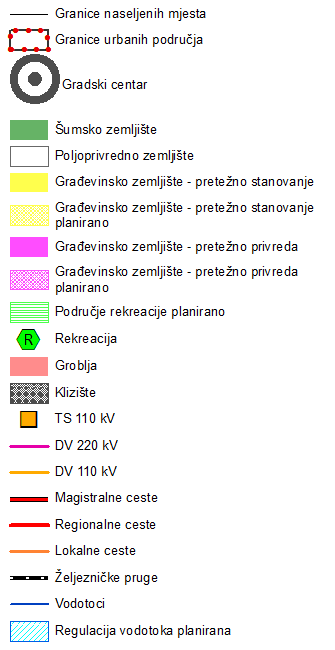 Granice naseljenih mjesta
Granice urbanih područja
Gradski centar
Šumsko zemljište
Poljoprivredno zemljište
Građevinsko zemljište - pretežno stanovanje
Građevinsko zemljište - pretežno stanovanje
planirano
Građevinsko zemljište - pretežno privreda
Građevinsko zemljište - pretežno privreda
planirano
Područje rekreacije planirano
R Rekreacija
Groblja
Klizište
TS 110 kV
DV 220 kV
DV 110 kV
Magistralne ceste
Regionalne ceste
Lokalne ceste
Željezničke pruge
Vodotoci
Regulacija vodotoka planirana